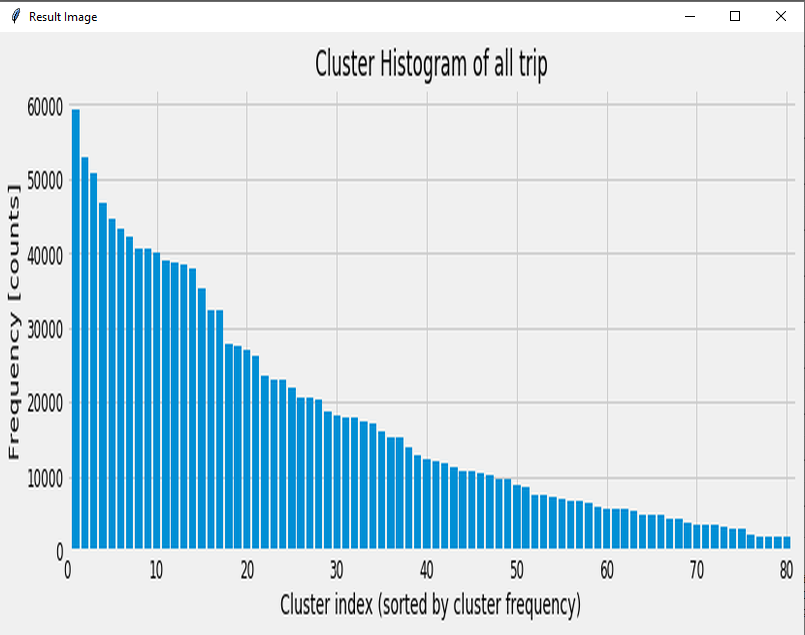 Result Image
Cluster Histogram of all trip
60000
50000
40000
30000
20000
10000
0
Frequency [counts]
0 10 20 30 40 50 60 70 80
Cluster index (sorted by cluster frequency)